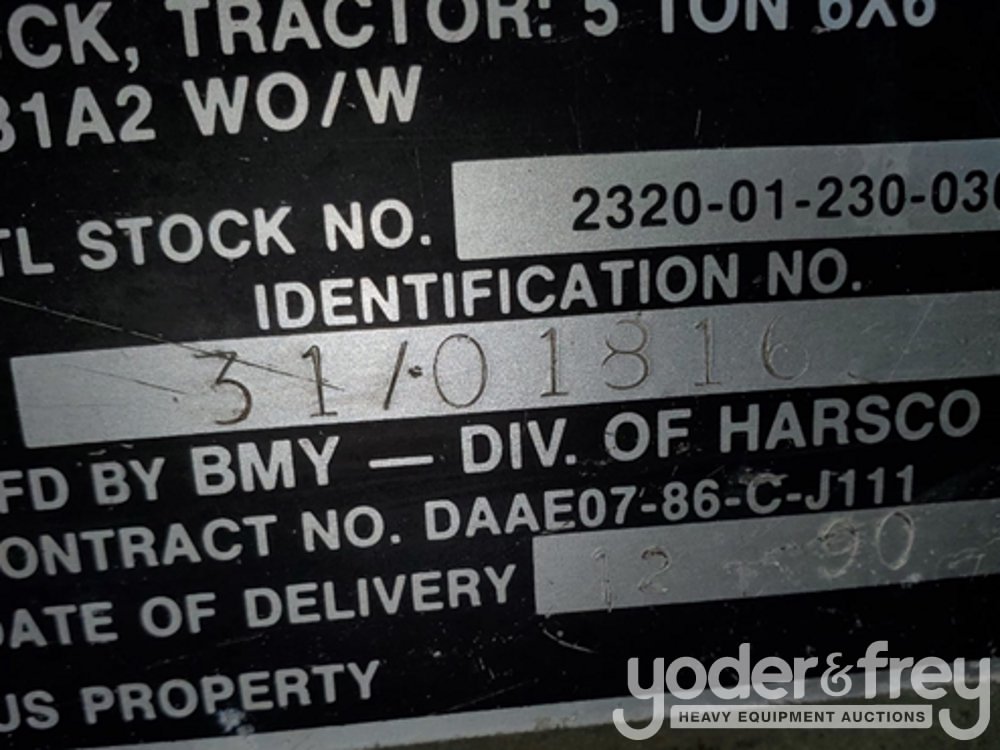 CK, TRACTOR: 5 TON 6X6
31A2 WO/W
TL STOCK NO. 2320-01-230-030
IDENTIFICATION NO.
31/01816
FD BY BMY — DIV. OF HARSCO
ONTRACT NO. DAAE07-86-C-J111
DATE OF DELIVERY 12 - 90
US PROPERTY
yoder&frey
HEAVY EQUIPMENT AUCTIONS